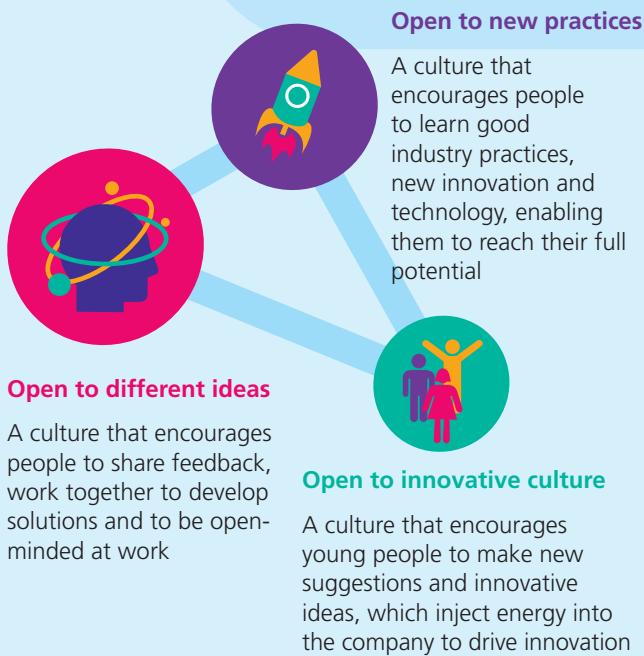 Open to new practices
A culture that
encourages people
to learn good
industry practices,
new innovation and
technology, enabling
them to reach their full
potential
Open to different ideas
A culture that encourages
people to share feedback,
work together to develop
solutions and to be open-
minded at work
Open to innovative culture
A culture that encourages
young people to make new
suggestions and innovative
ideas, which inject energy into
the company to drive innovation